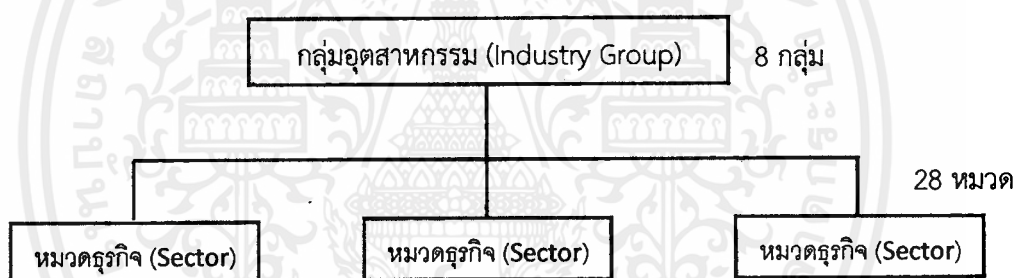 กลุ่มอุตสาหกรรม (Industry Group) 8 กลุ่ม
28 หมวด
หมวดธุรกิจ (Sector) หมวดธุรกิจ (Sector) หมวดธุรกิจ (Sector)